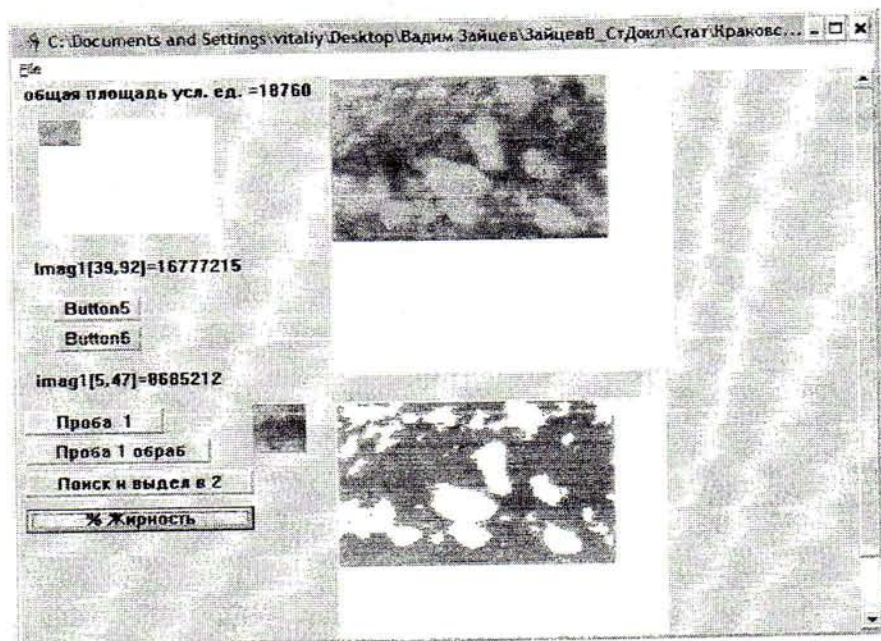 C:\Documents and Settings\vitaliy\Desktop\Вадим Зайцев\ЗайцевВ_СтДокл\Стат\Краковс...
File
общая площадь усл. ед. =18760
Imag1[39,92]=16777215
Button5
Button6
imag1[5,47]=8685212
Проба 1
Проба 1 обраб
Поиск и выдел в 2
% Жирность